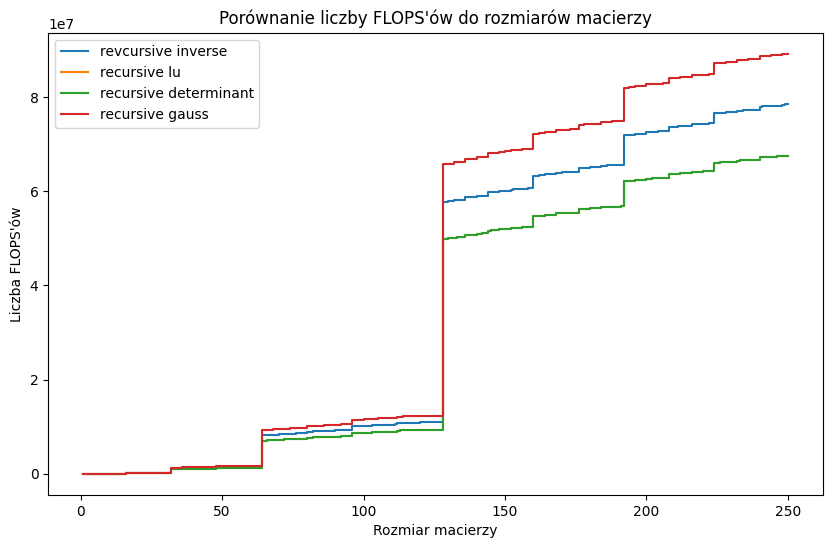 Porównanie liczby FLOPS'ów do rozmiarów macierzy
1e7
revcursive inverse
recursive lu
recursive determinant
recursive gauss
8
6
4
2
0
Liczba FLOPS'ów
0 50 100 150 200 250
Rozmiar macierzy